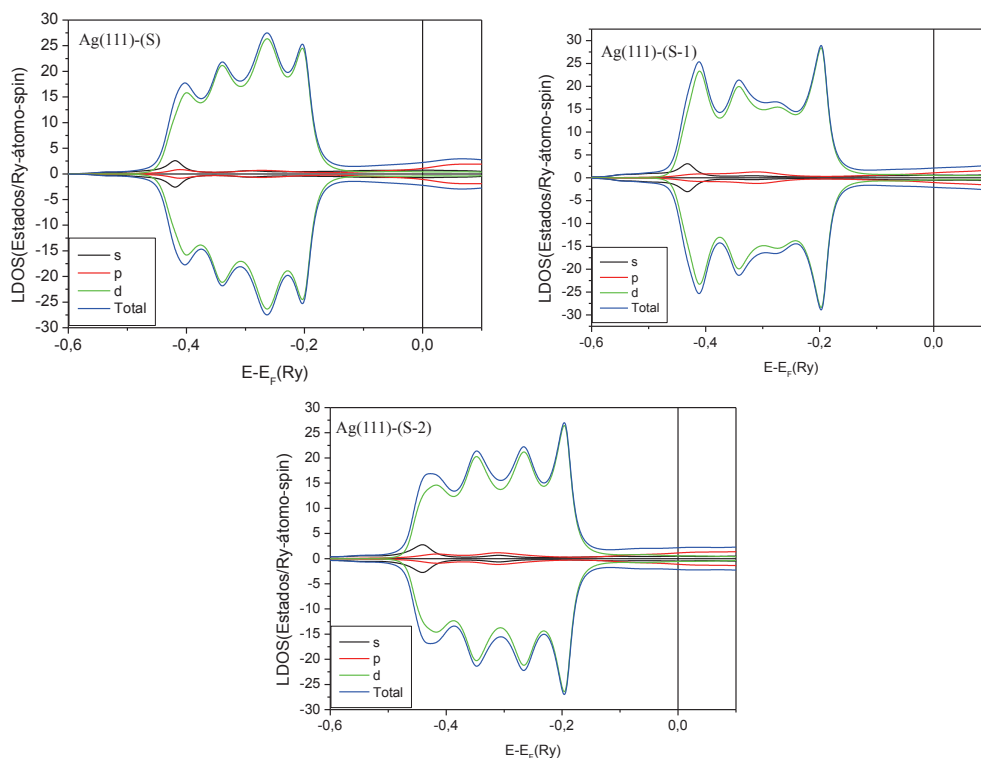 Ag(111)-(S)
LDOS(Estados/Ry-átomo-spin)
30
25
20
15
10
5
0
-5
-10
-15
-20
-25
-30
s
p
d
Total
-0,6
-0,4
-0,2
0,0
E-E_F(Ry)
Ag(111)-(S-1)
LDOS(Estados/Ry-átomo-spin)
30
25
20
15
10
5
0
-5
-10
-15
-20
-25
-30
s
p
d
Total
-0,6
-0,4
-0,2
0,0
E-E_F(Ry)
Ag(111)-(S-2)
LDOS(Estados/Ry-átomo-spin)
30
25
20
15
10
5
0
-5
-10
-15
-20
-25
-30
s
p
d
Total
-0,6
-0,4
-0,2
0,0
E-E_F(Ry)